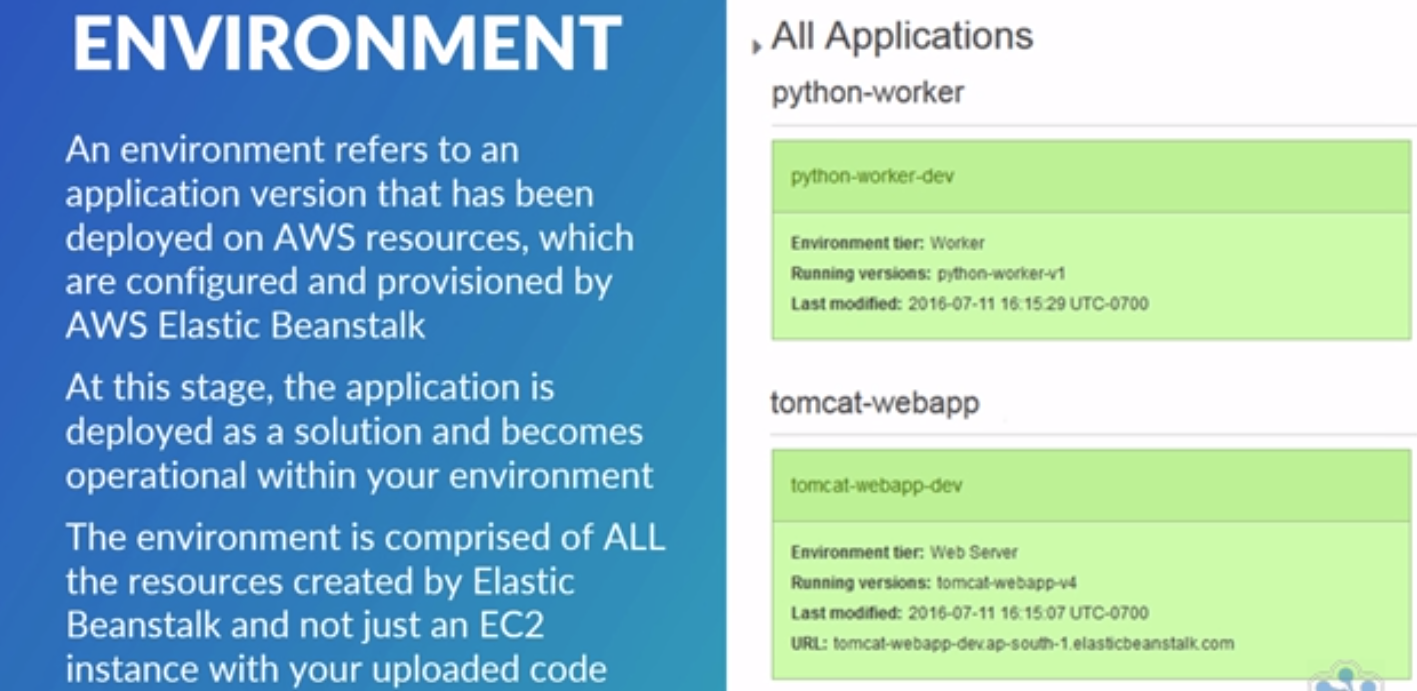 ENVIRONMENT
An environment refers to an
application version that has been
deployed on AWS resources, which
are configured and provisioned by
AWS Elastic Beanstalk
At this stage, the application is
deployed as a solution and becomes
operational within your environment
The environment is comprised of ALL
the resources created by Elastic
Beanstalk and not just an EC2
instance with your uploaded code
All Applications
python-worker
python-worker-dev
Environment tier: Worker
Running versions: python-worker-v1
Last modified: 2016-07-11 16:15:29 UTC-0700
tomcat-webapp
tomcat-webapp-dev
Environment tier: Web Server
Running versions: tomcat-webapp-v4
Last modified: 2016-07-11 16:15:07 UTC-0700
URL: tomcat-webapp-dev.ap-south-1.elasticbeanstalk.com